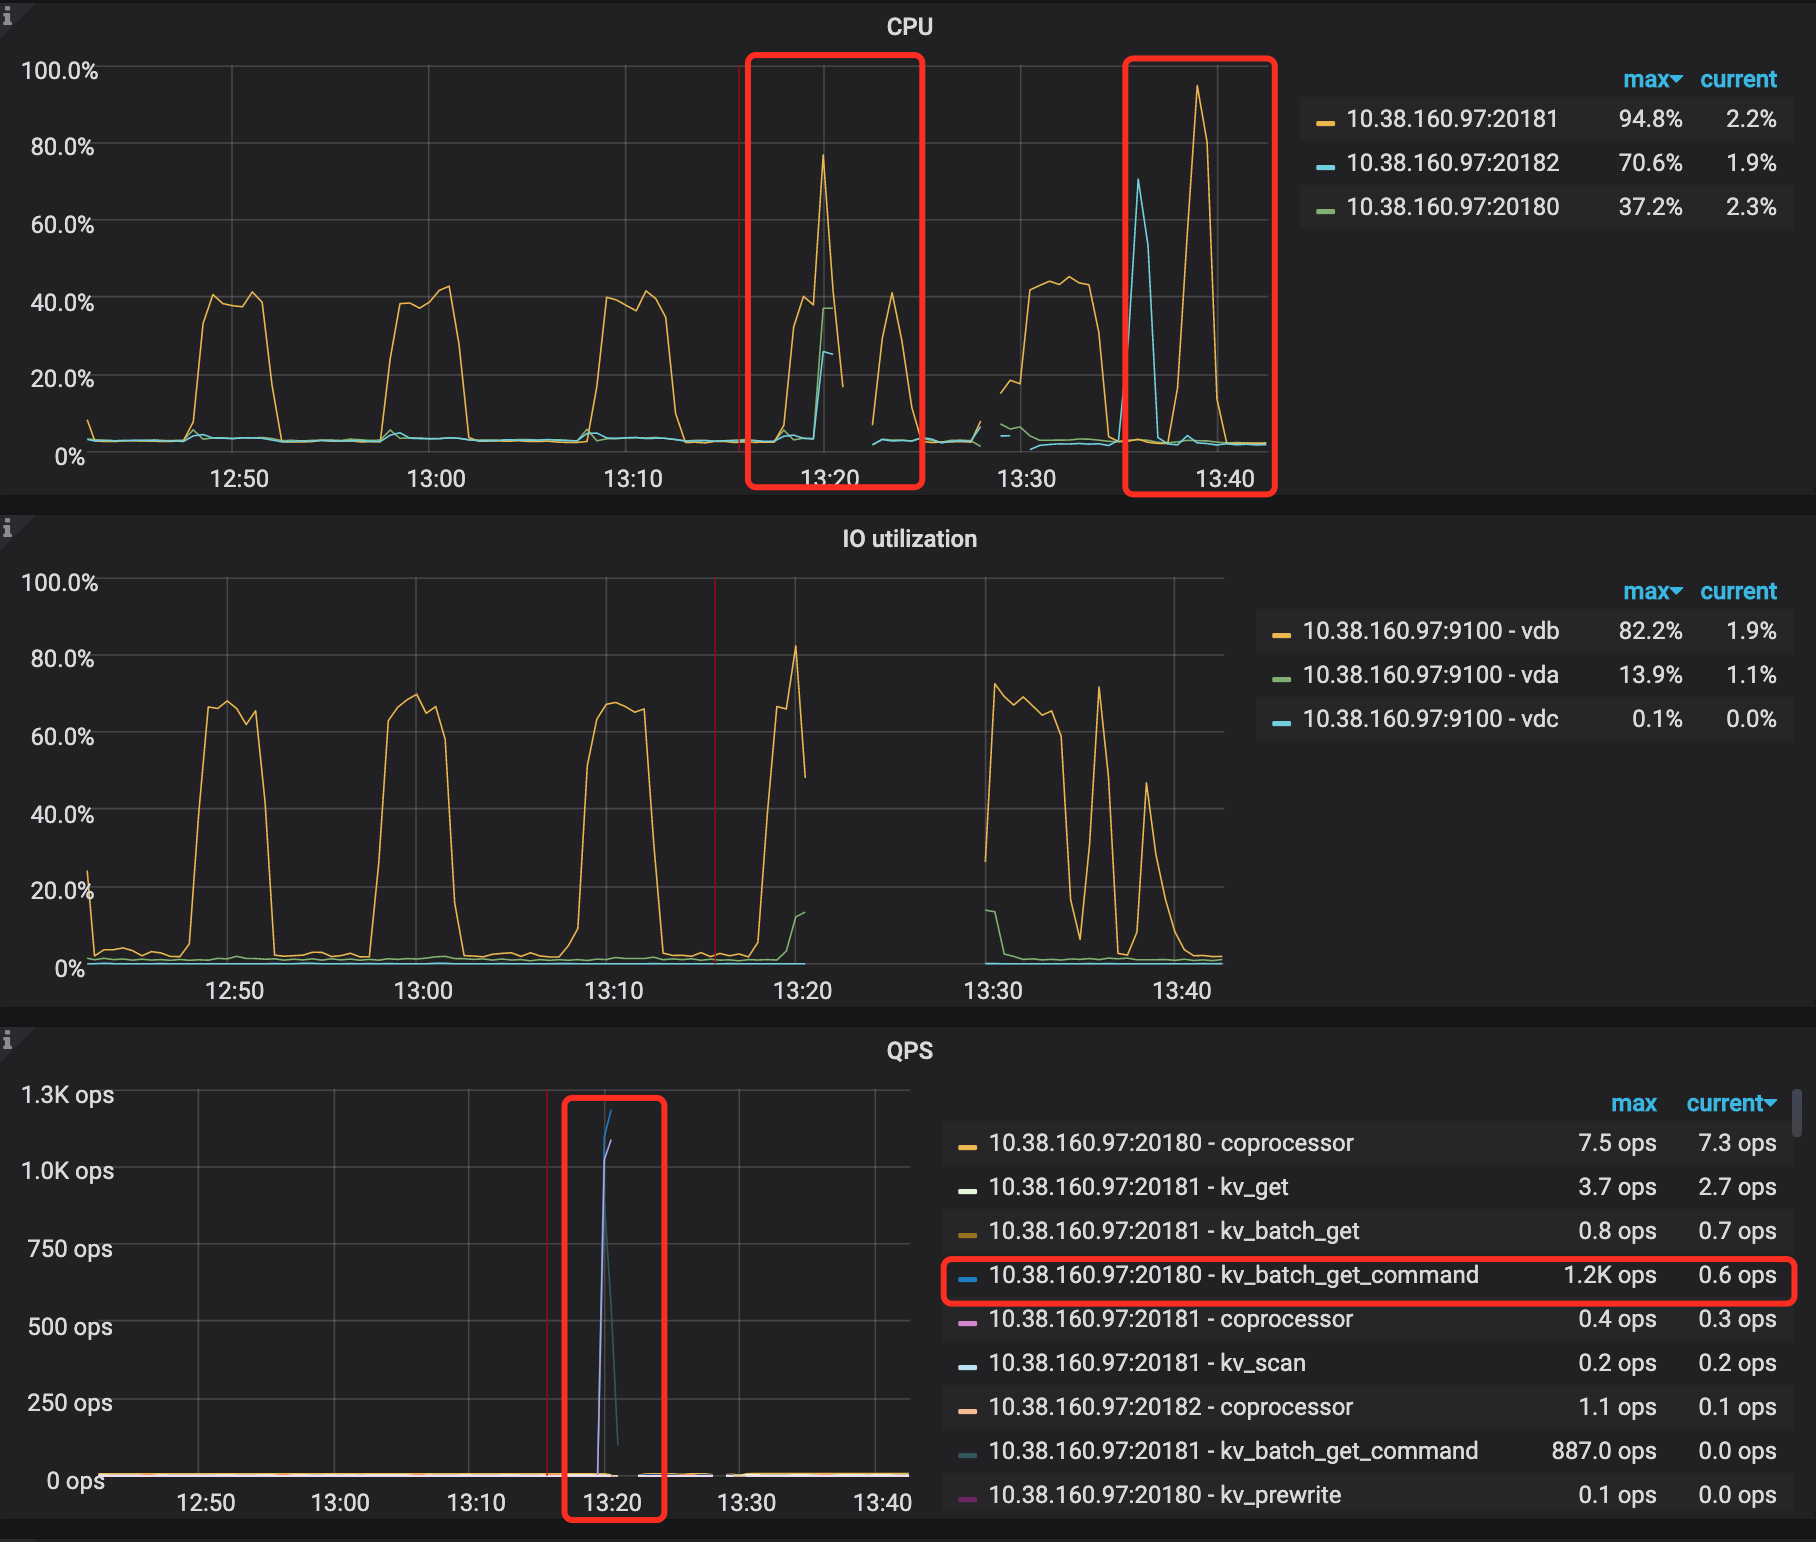 CPU
100.0%
80.0%
60.0%
40.0%
20.0%
0%
12:50 13:00 13:10 13:20 13:30 13:40
max current
10.38.160.97:20181 94.8% 2.2%
10.38.160.97:20182 70.6% 1.9%
10.38.160.97:20180 37.2% 2.3%
IO utilization
100.0%
80.0%
60.0%
40.0%
20.0%
0%
12:50 13:00 13:10 13:20 13:30 13:40
max current
10.38.160.97:9100 - vdb 82.2% 1.9%
10.38.160.97:9100 - vda 13.9% 1.1%
10.38.160.97:9100 - vdc 0.1% 0.0%
QPS
1.3K ops
1.0K ops
750 ops
500 ops
250 ops
0 ops
12:50 13:00 13:10 13:20 13:30 13:40
max current
10.38.160.97:20180 - coprocessor 7.5 ops 7.3 ops
10.38.160.97:20181 - kv_get 3.7 ops 2.7 ops
10.38.160.97:20181 - kv_batch_get 0.8 ops 0.7 ops
10.38.160.97:20180 - kv_batch_get_command 1.2K ops 0.6 ops
10.38.160.97:20181 - coprocessor 0.4 ops 0.3 ops
10.38.160.97:20181 - kv_scan 0.2 ops 0.2 ops
10.38.160.97:20182 - coprocessor 1.1 ops 0.1 ops
10.38.160.97:20181 - kv_batch_get_command 887.0 ops 0.0 ops
10.38.160.97:20180 - kv_prewrite 0.1 ops 0.0 ops